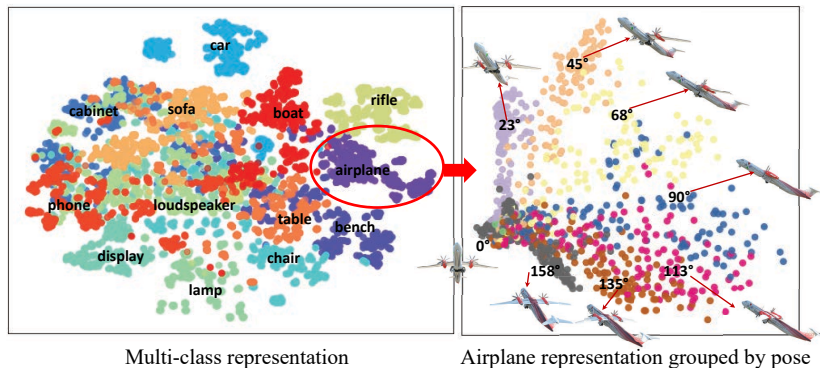 car
cabinet
sofa
boat
rifle
airplane
phone
loudspeaker
table
bench
display
chair
lamp
45°
23°
68°
90°
0°
158°
135°
113°
Multi-class representation
Airplane representation grouped by pose